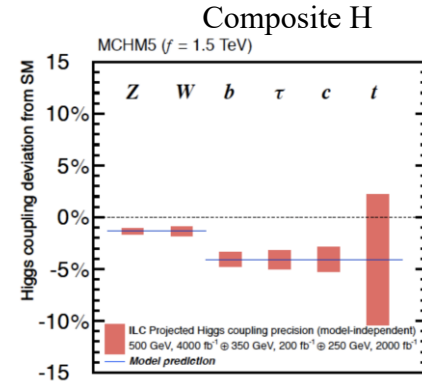 Composite H
MCHM5 (f = 1.5 TeV)
Higgs coupling deviation from SM
15
10%
5%
0%
-5%
-10%
-15
Z W b τ c t
ILC Projected Higgs coupling precision (model-independent)
500 GeV, 4000 fb⁻¹ ⊕ 350 GeV, 200 fb⁻¹ ⊕ 250 GeV, 2000 fb⁻¹
Model prediction